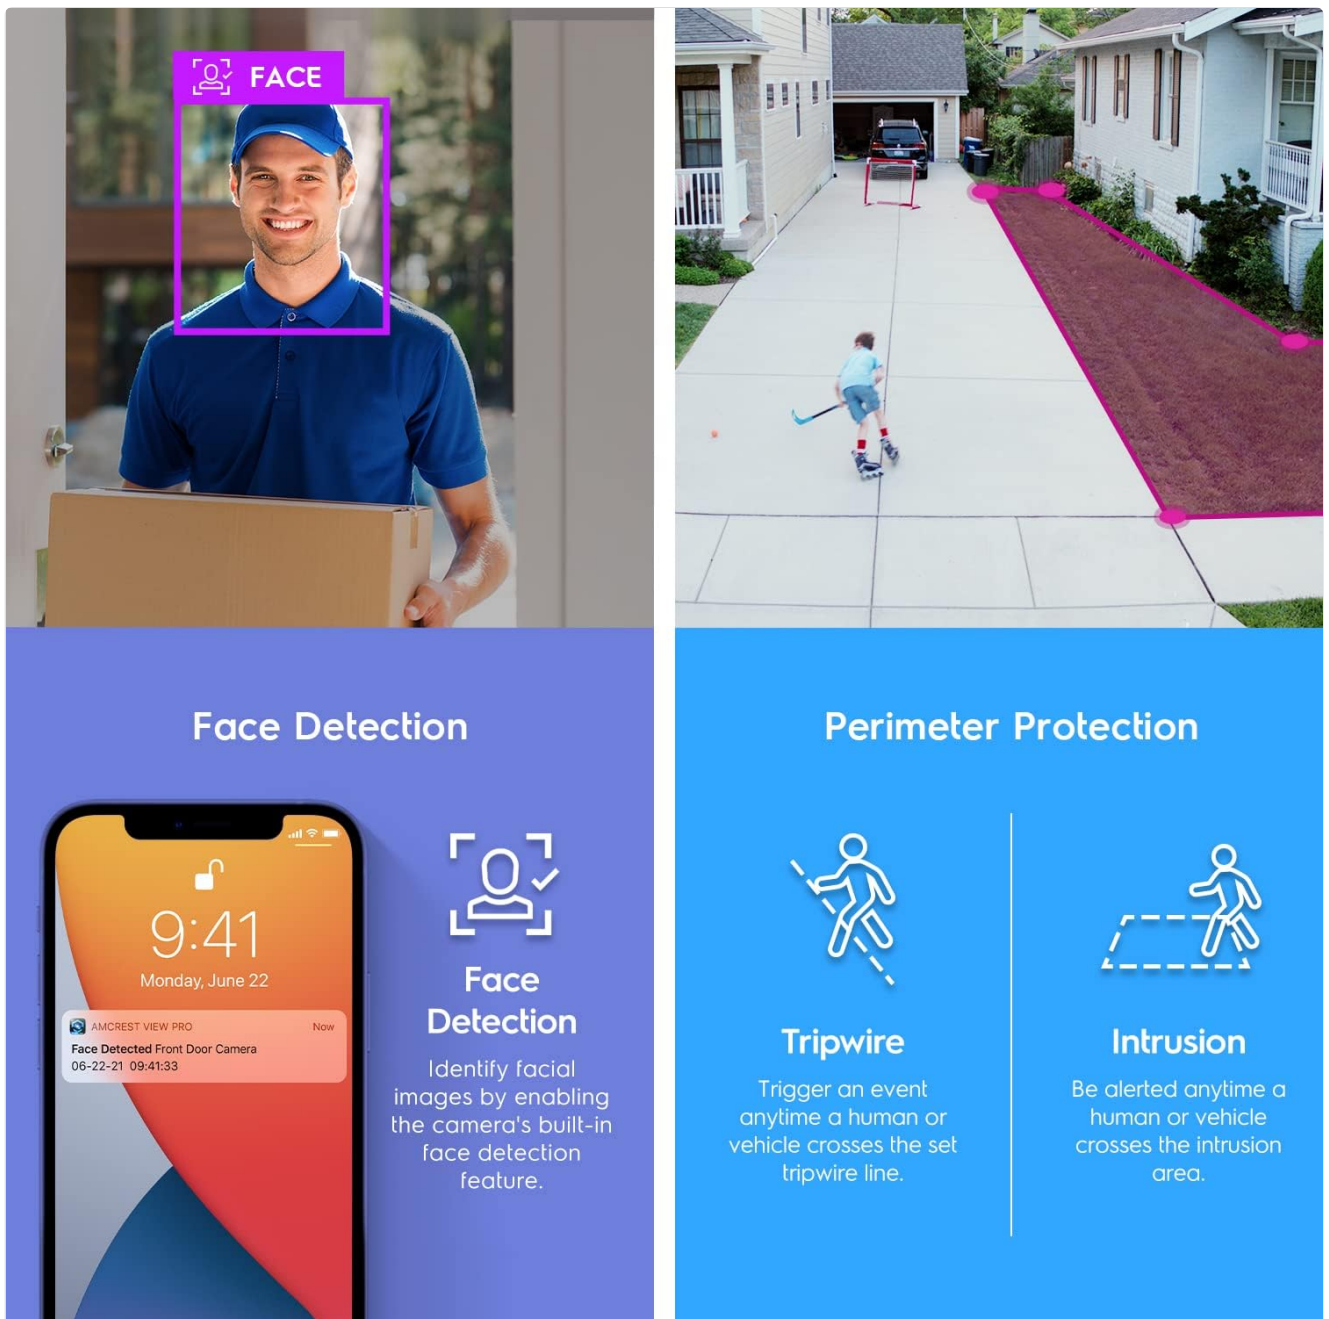 FACE
Face Detection
9:41
Monday, June 22
AMCREST VIEW PRO Now
Face Detected Front Door Camera
06-22-21 09:41:33
Face
Detection
Identify facial
images by enabling
the camera's built-in
face detection
feature.
Perimeter Protection
Tripwire
Trigger an event
anytime a human or
vehicle crosses the set
tripwire line.
Intrusion
Be alerted anytime a
human or vehicle
crosses the intrusion
area.